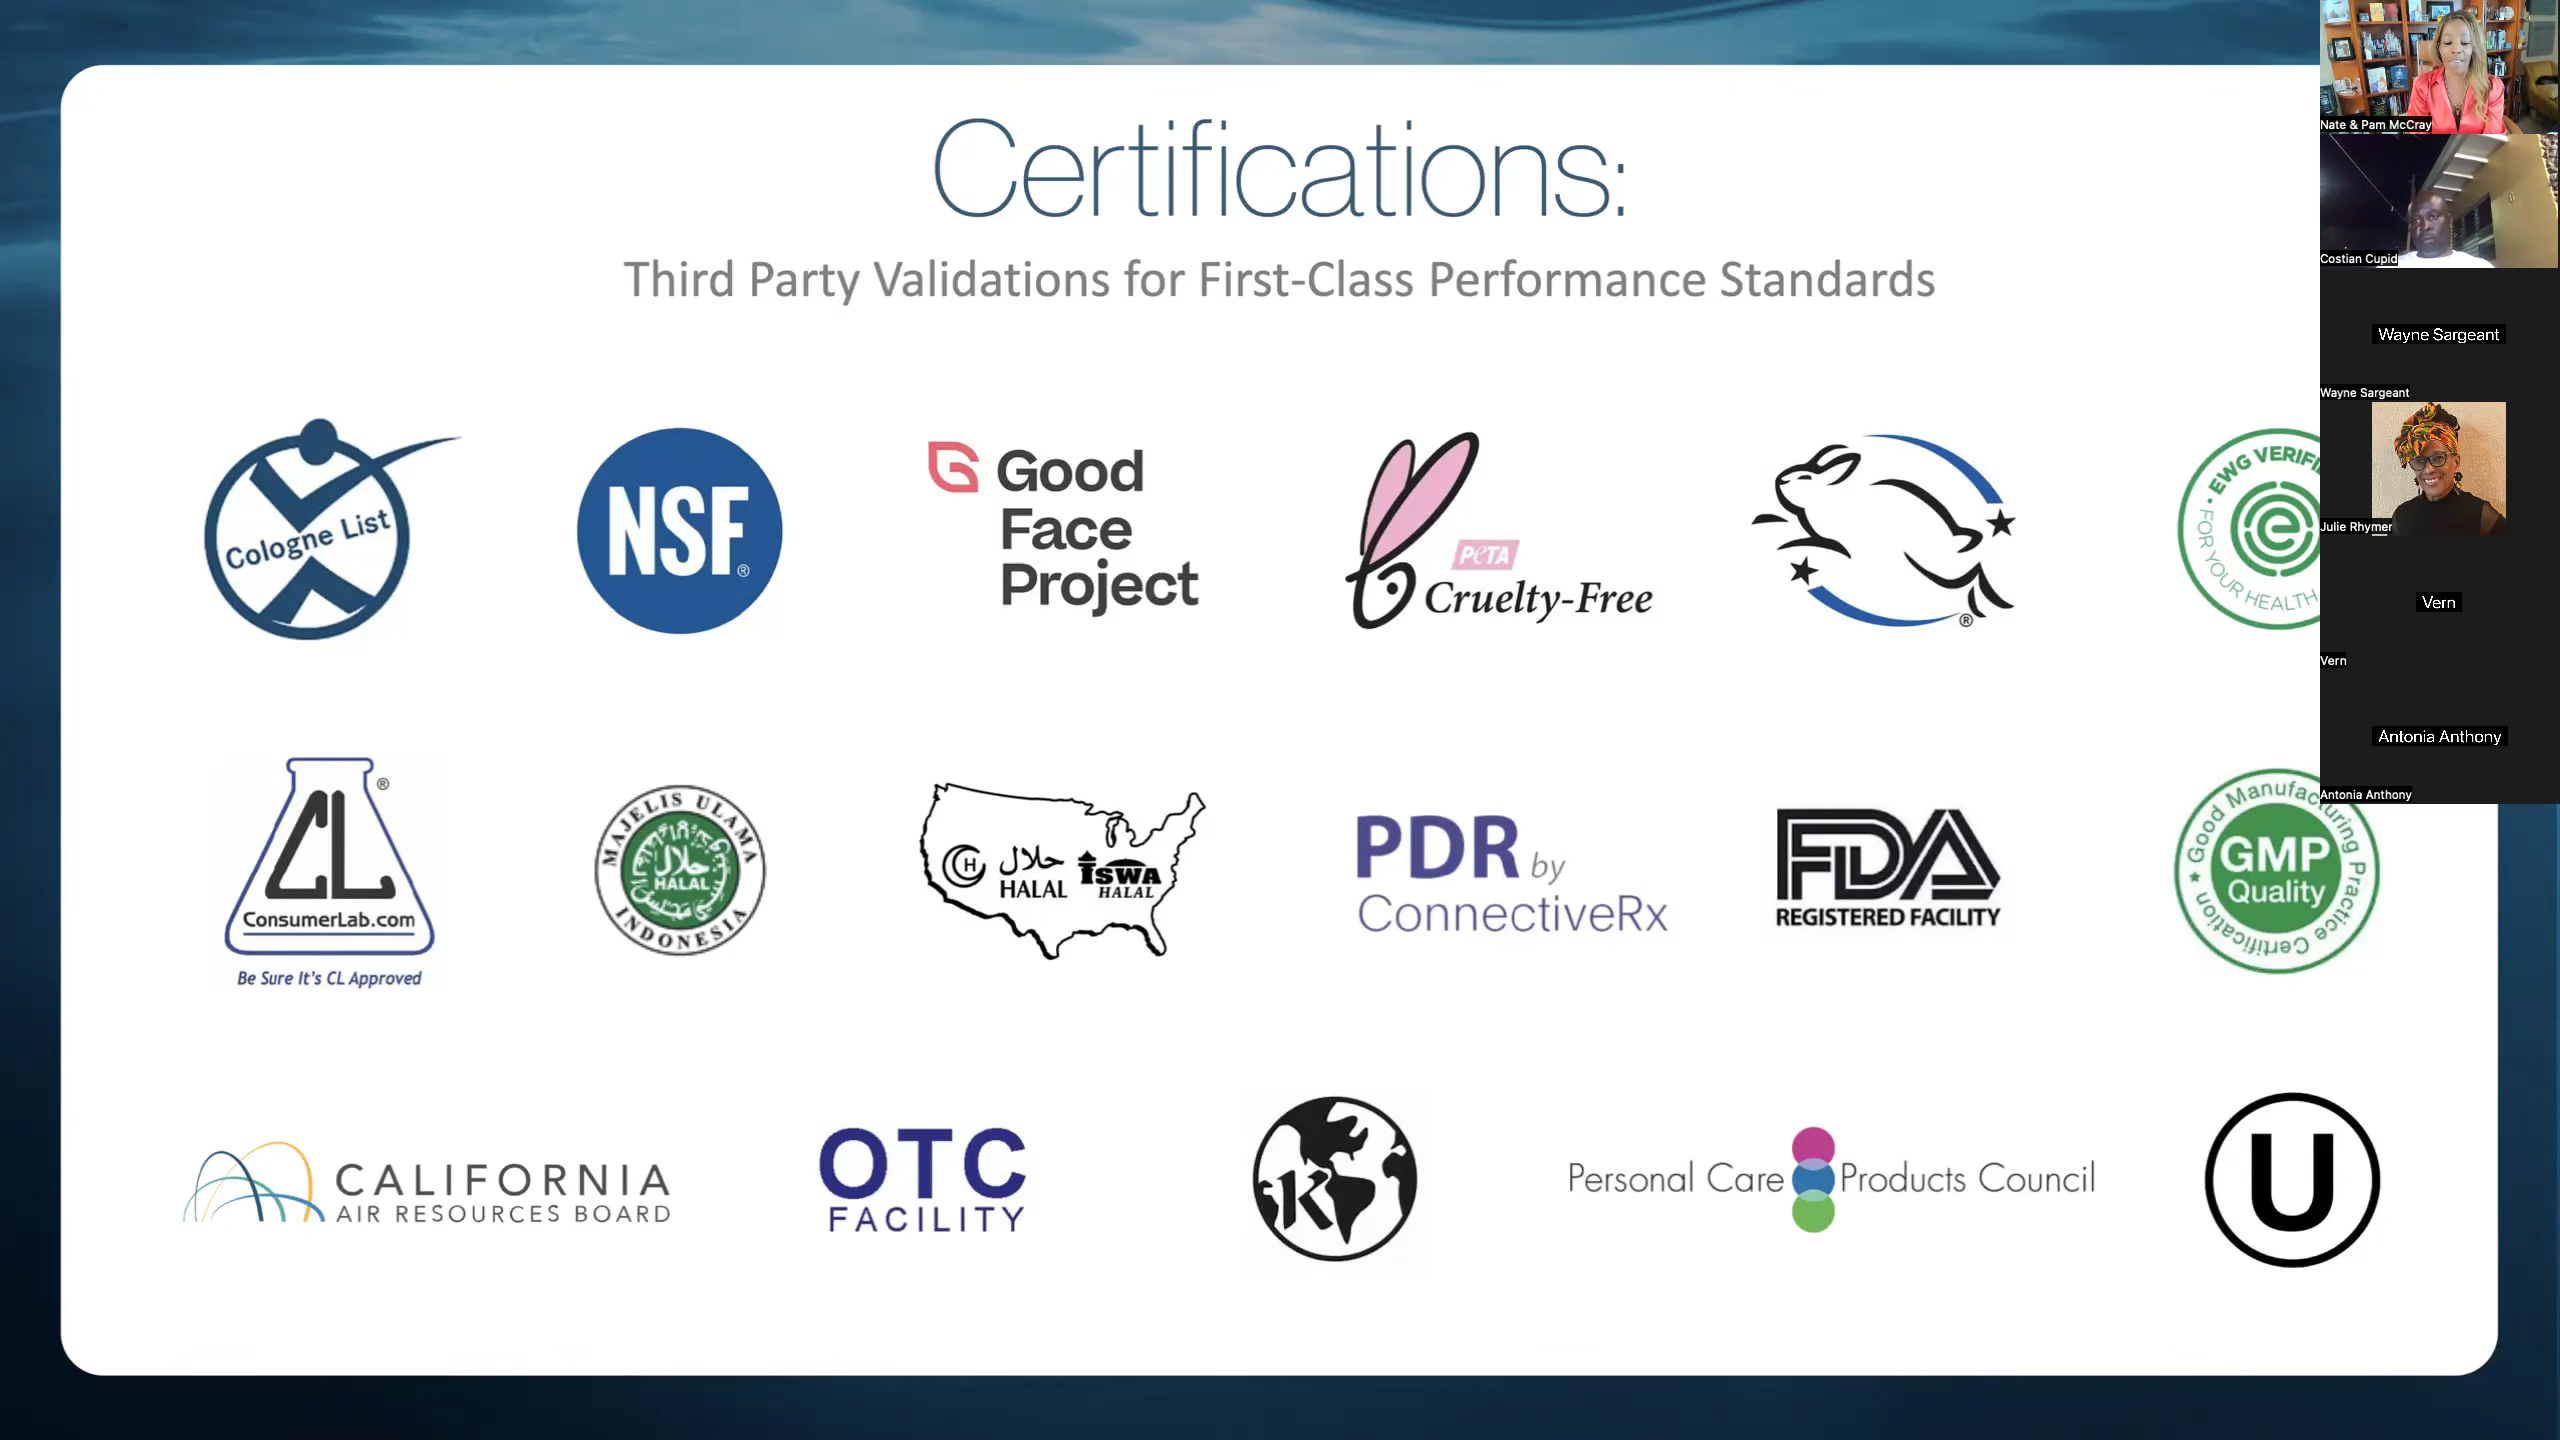 Certifications:
Third Party Validations for First-Class Performance Standards
Cologne List
NSF®
Good
Face
Project
PETA
Cruelty-Free
®
• EWG VERIFI
FOR YOUR HEALTH
CL®
ConsumerLab.com
Be Sure It's CL Approved
MAJELIS ULAMA
حلال
HALAL
INDONESIA
H حلال
HALAL
ISWA
HALAL
PDR by
ConnectiveRx
FDA
REGISTERED FACILITY
Good Manufacturing Practice Certification
GMP
Quality
CALIFORNIA
AIR RESOURCES BOARD
OTC
FACILITY
K
Personal Care Products Council
U
Nate & Pam McCray
Costian Cupid
Wayne Sargeant
Wayne Sargeant
Julie Rhymer
Vern
Vern
Antonia Anthony
Antonia Anthony